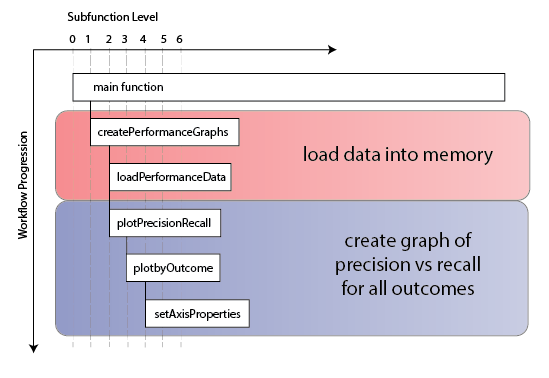 Subfunction Level
0 1 2 3 4 5 6
Workflow Progression
main function
createPerformanceGraphs
load data into memory
loadPerformanceData
plotPrecisionRecall
create graph of
precision vs recall
for all outcomes
plotbyOutcome
setAxisProperties